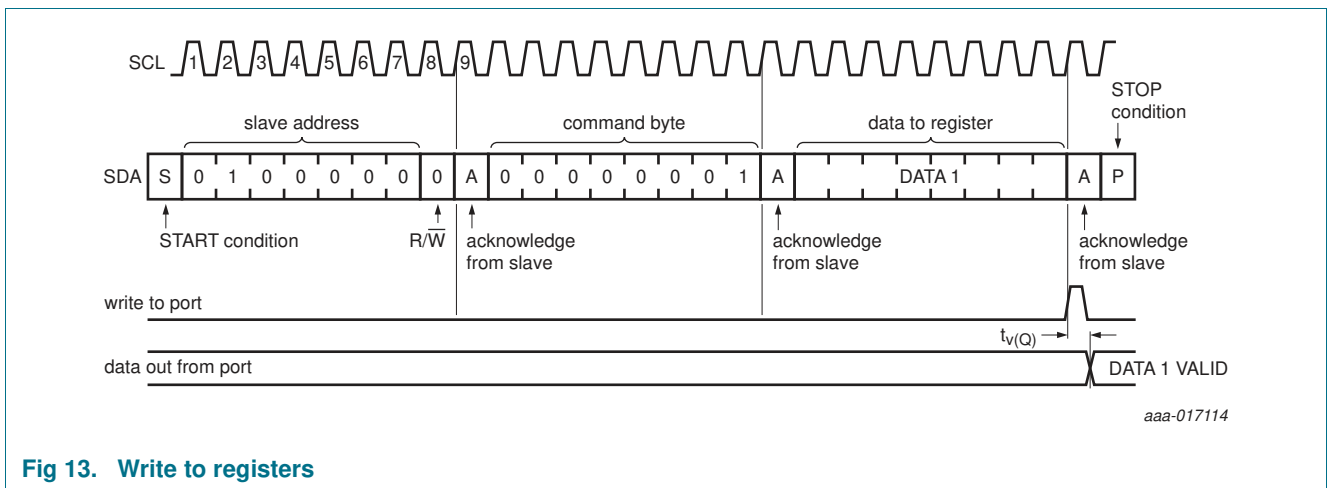 SCL 1 2 3 4 5 6 7 8 9
STOP
condition
slave address command byte data to register
SDA S 0 1 0 0 0 0 0 0 A 0 0 0 0 0 0 0 1 A DATA 1 A P
START condition R/W̅ acknowledge
from slave acknowledge
from slave acknowledge
from slave
write to port
tv(Q)
data out from port DATA 1 VALID
aaa-017114
Fig 13. Write to registers